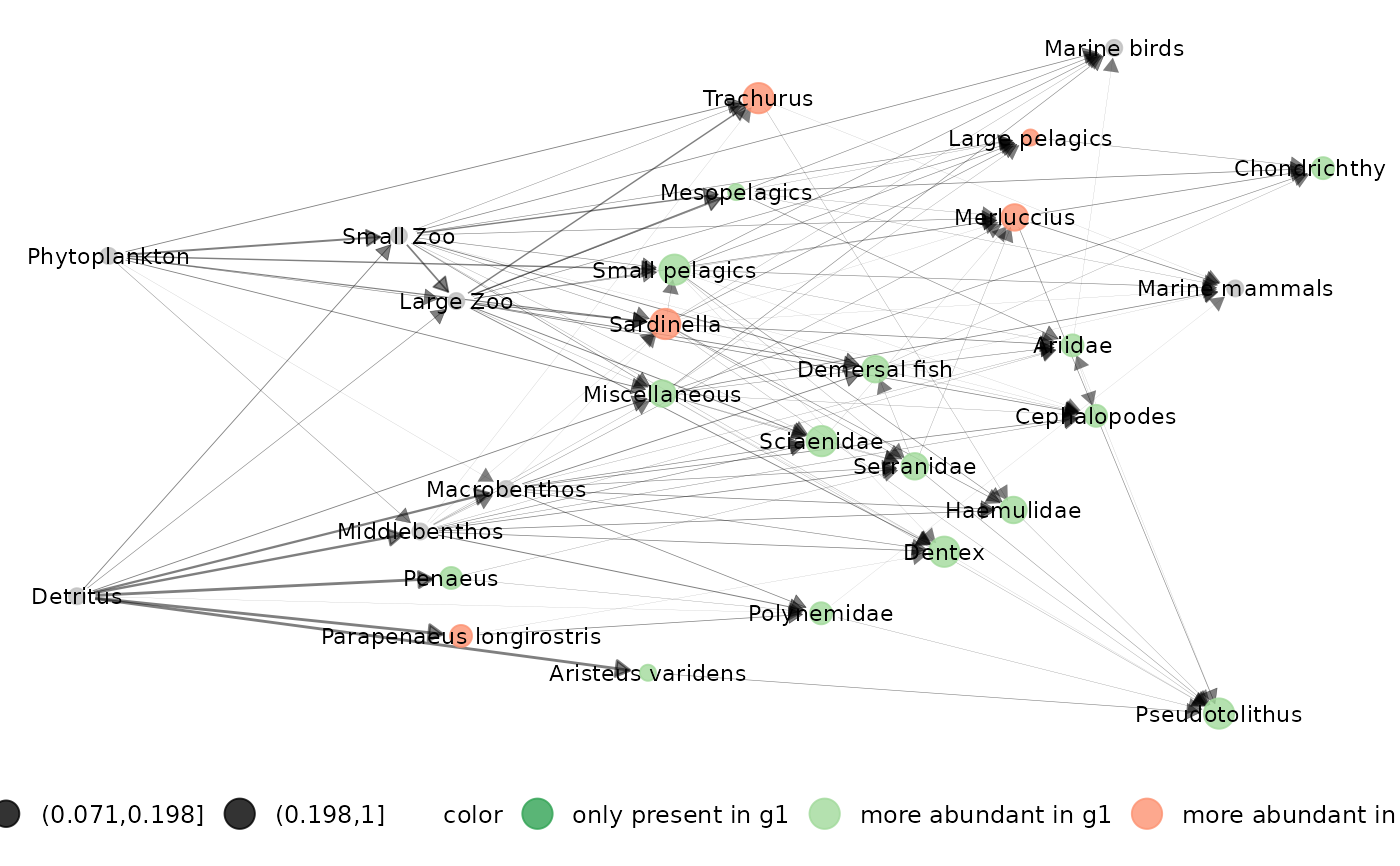 Marine birds
Trachurus
Large pelagics
Chondrichthy
Mesopelagics
Merluccius
Small Zoo
Phytoplankton
Small pelagics
Marine mammals
Large Zoo
Sardinella
Ariidae
Demersal fish
Miscellaneous
Cephalopodes
Sciaenidae
Serranidae
Macrobenthos
Haemulidae
Middlebenthos
Dentex
Penaeus
Detritus
Polynemidae
Parapenaeus longirostris
Aristeus varidens
Pseudotolithus
(0.071,0.198] (0.198,1] color only present in g1 more abundant in g1 more abundant in